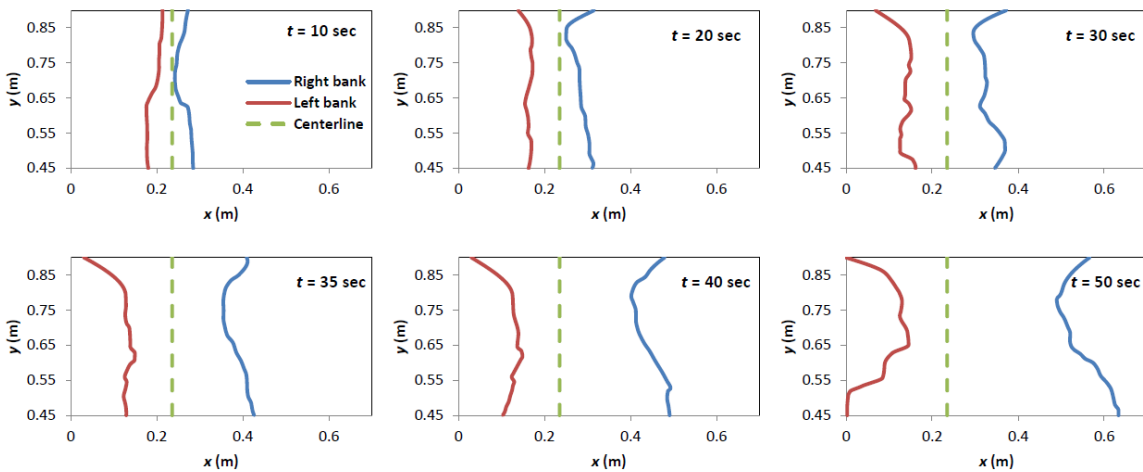 y (m)
0.85
0.75
0.65
0.55
0.45
0
0.2
0.4
0.6
x (m)
t = 10 sec
Right bank
Left bank
Centerline
y (m)
0.85
0.75
0.65
0.55
0.45
0
0.2
0.4
0.6
x (m)
t = 20 sec
y (m)
0.85
0.75
0.65
0.55
0.45
0
0.2
0.4
0.6
x (m)
t = 30 sec
y (m)
0.85
0.75
0.65
0.55
0.45
0
0.2
0.4
0.6
x (m)
t = 35 sec
y (m)
0.85
0.75
0.65
0.55
0.45
0
0.2
0.4
0.6
x (m)
t = 40 sec
y (m)
0.85
0.75
0.65
0.55
0.45
0
0.2
0.4
0.6
x (m)
t = 50 sec